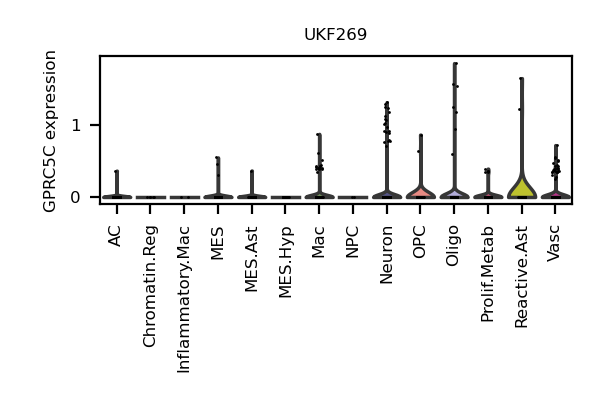 UKF269
GPRC5C expression
1
0
AC
Chromatin.Reg
Inflammatory.Mac
MES
MES.Ast
MES.Hyp
Mac
NPC
Neuron
OPC
Oligo
Prolif.Metab
Reactive.Ast
Vasc